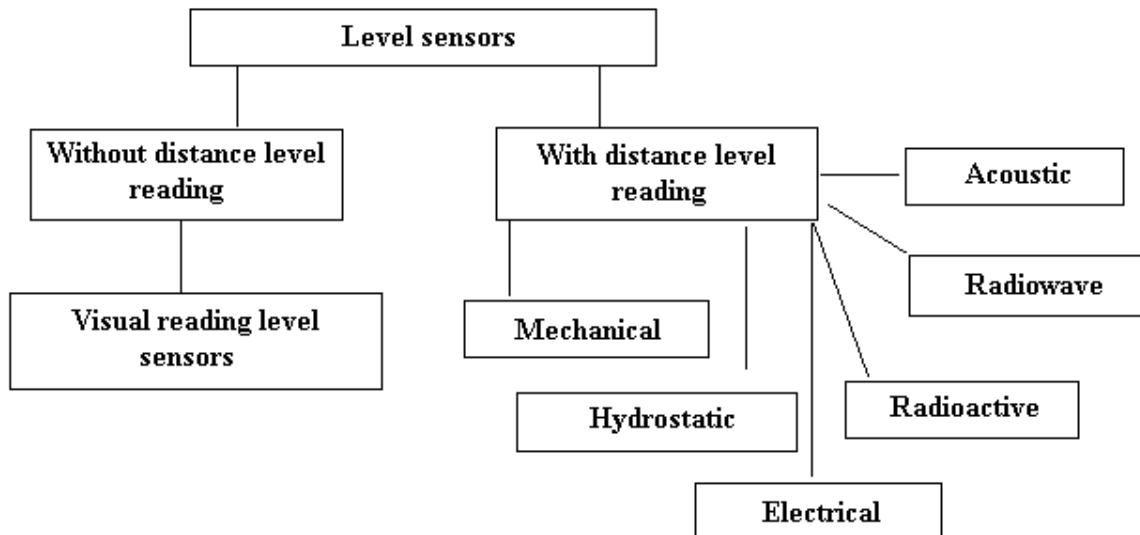 Level sensors
Without distance level
reading
With distance level
reading
Acoustic
Radiowave
Visual reading level
sensors
Mechanical
Hydrostatic
Radioactive
Electrical